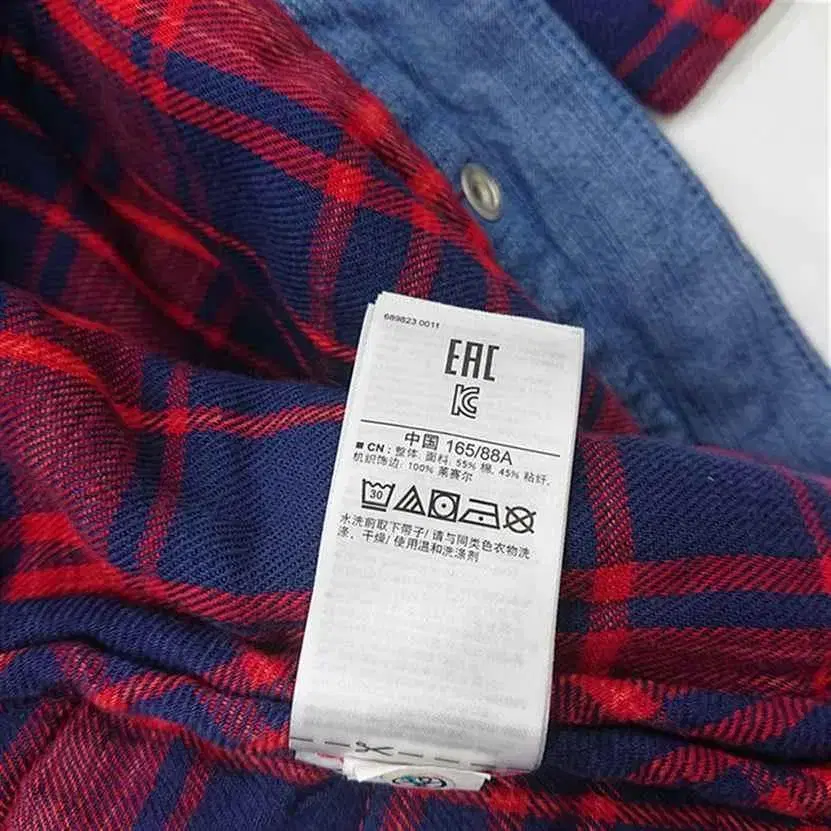 689823 0011
EAC
中国 165/88A
■ CN: 整体: 面料: 55% 棉, 45% 粘纤,
机织饰边: 100% 莱赛尔
30
水洗前取下带子/ 请与同类色衣物洗
涤、干燥/ 使用温和洗涤剂